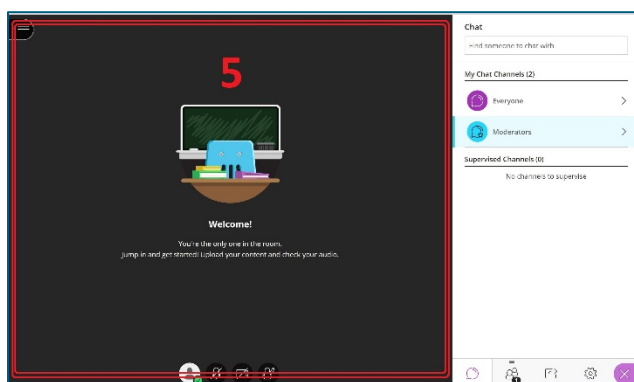 5
Welcome!
You're the only one in the room.
Jump in and get started! Upload your content and check your audio.
Chat
Find someone to chat with
My Chat Channels (2)
Everyone
Moderators
Supervised Channels (0)
No channels to supervise
1